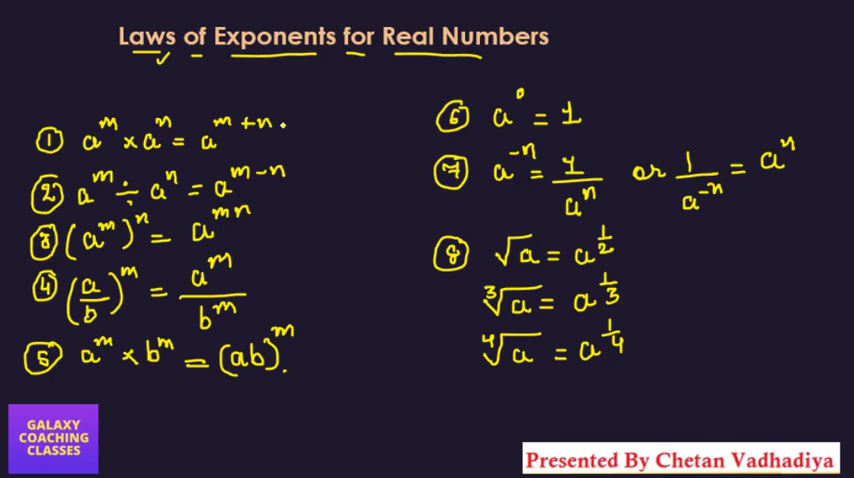 Laws of Exponents for Real Numbers
① a^m × a^n = a^(m+n).
② a^m ÷ a^n = a^(m-n)
③ (a^m)^n = a^(mn)
④ (a/b)^m = a^m/b^m
⑤ a^m × b^m = (ab)^m.
⑥ a^0 = 1
⑦ a^(-n) = 1/a^n or 1/a^(-n) = a^n
⑧ √a = a^(1/2)
∛a = a^(1/3)
∜a = a^(1/4)
GALAXY
COACHING
CLASSES
Presented By Chetan Vadhadiya